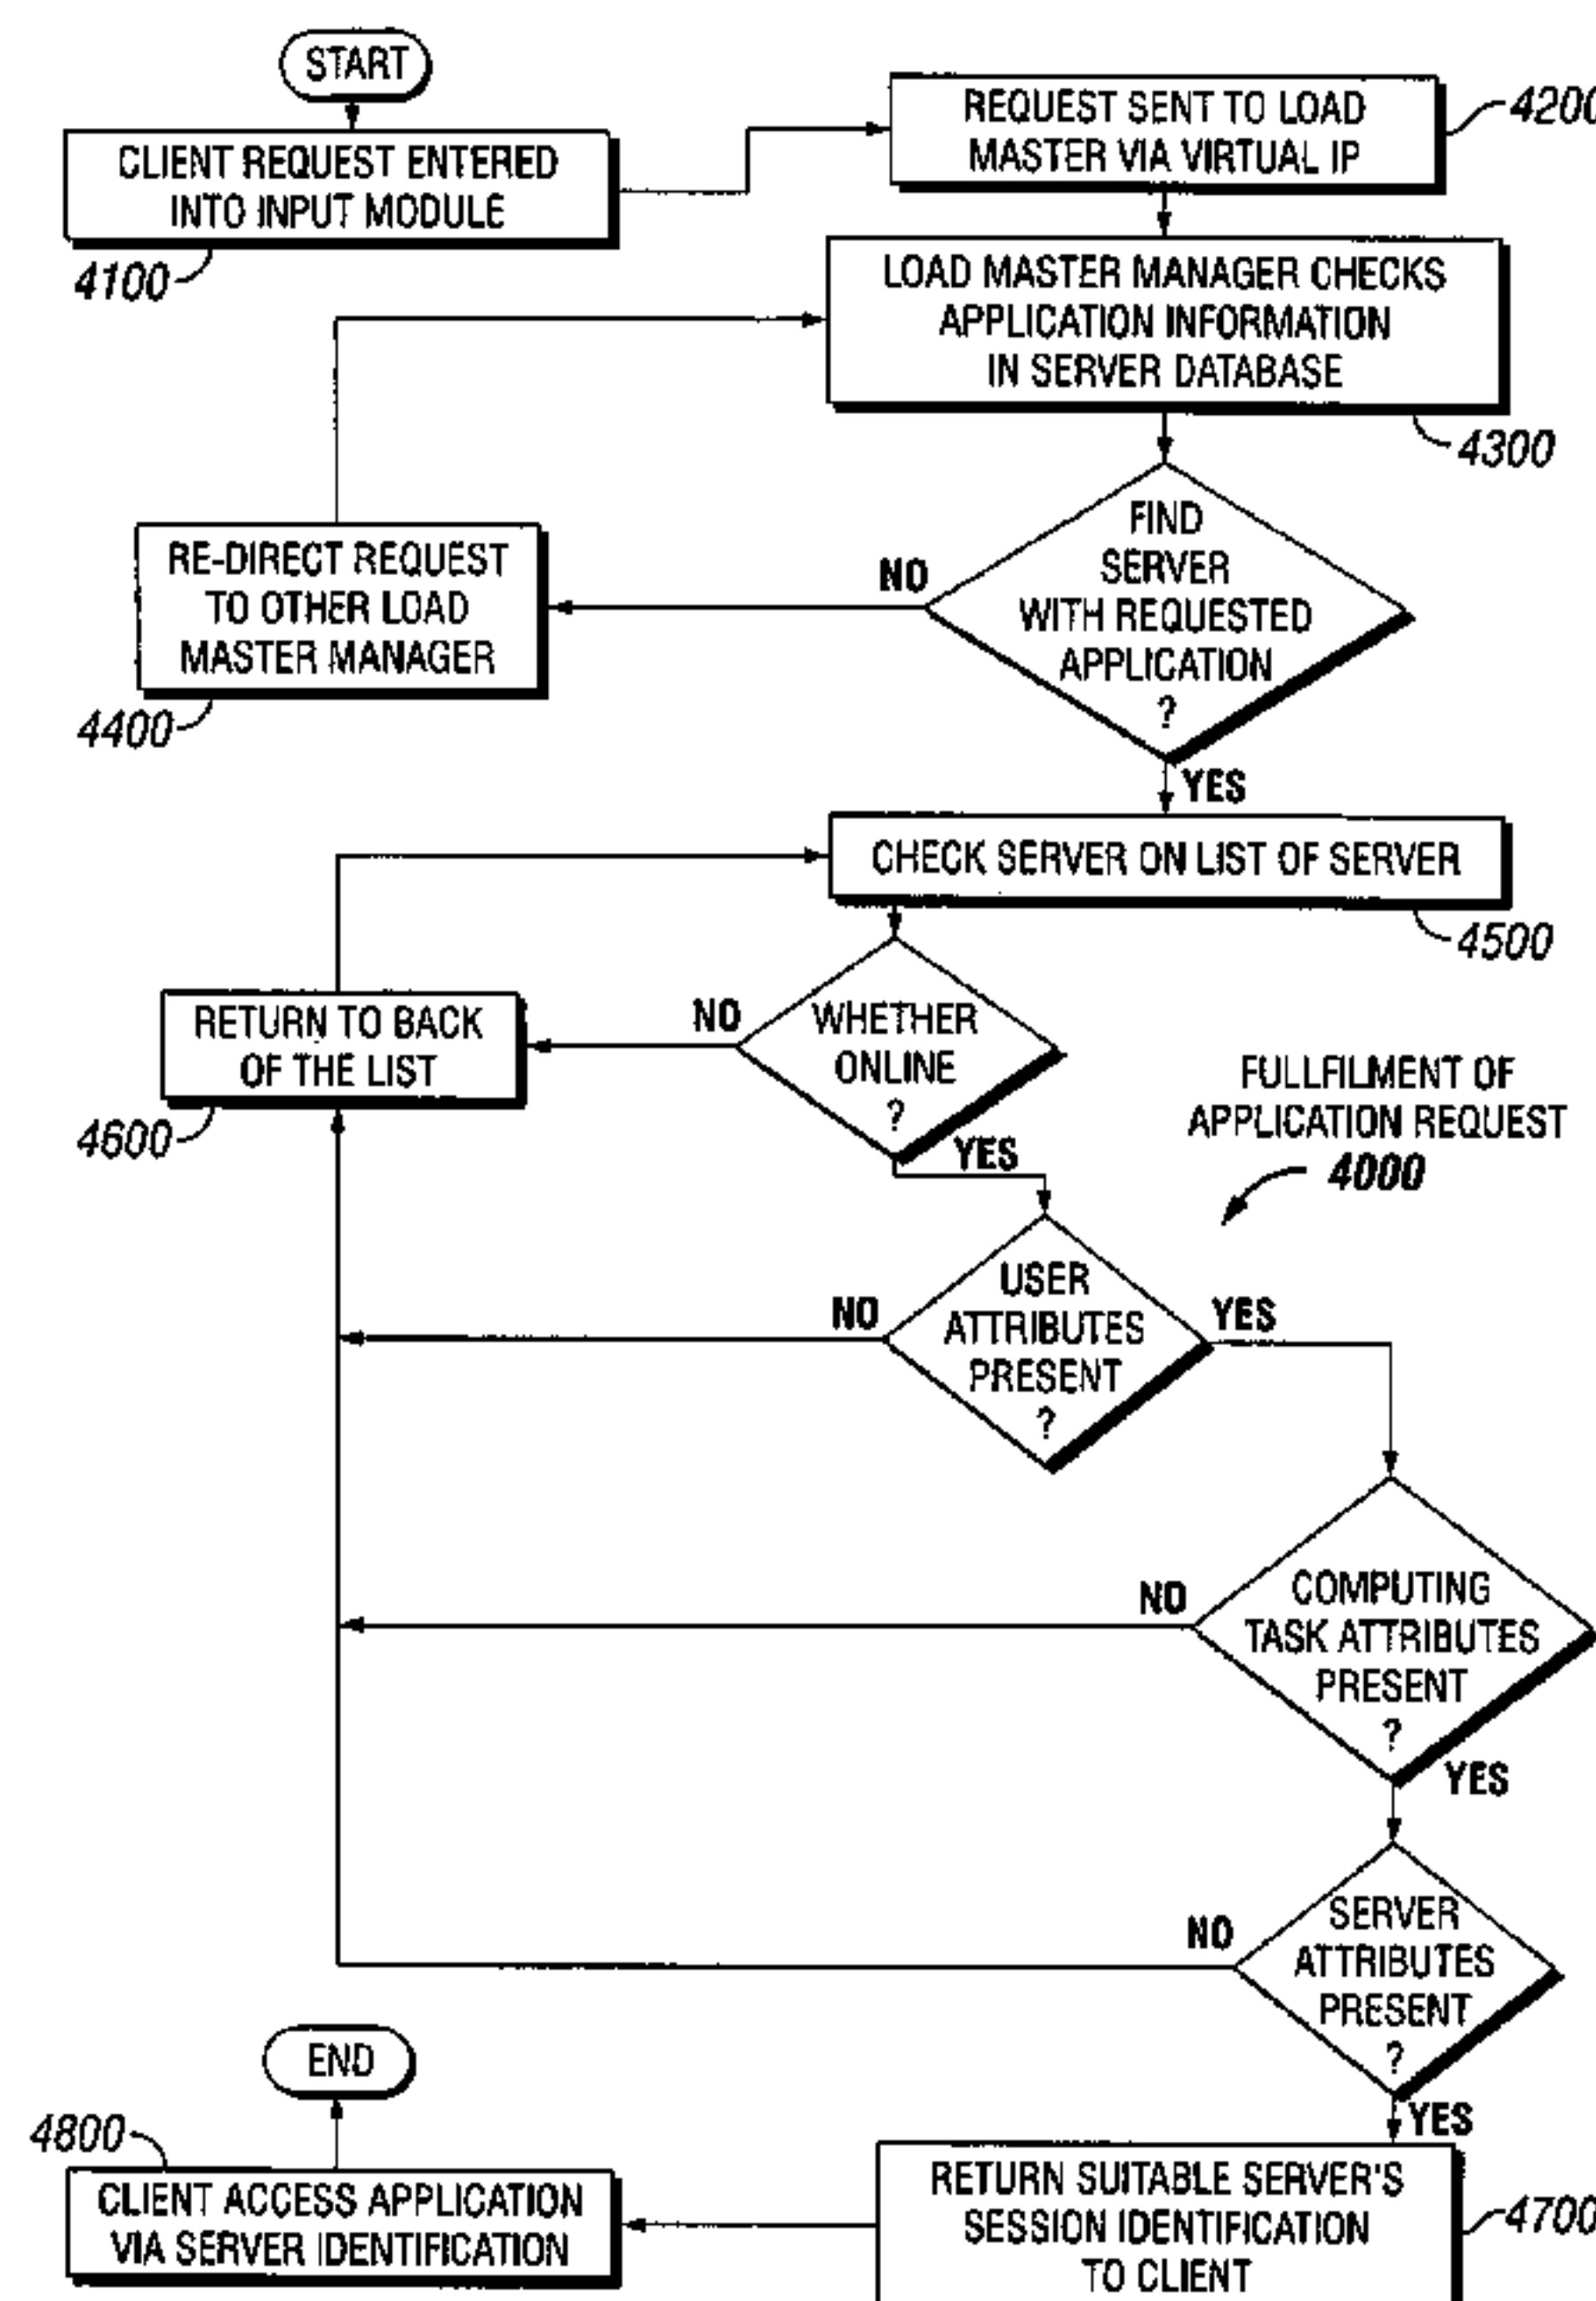 START
CLIENT REQUEST ENTERED
INTO INPUT MODULE
4100
REQUEST SENT TO LOAD
MASTER VIA VIRTUAL IP
4200
LOAD MASTER MANAGER CHECKS
APPLICATION INFORMATION
IN SERVER DATABASE
4300
FIND
SERVER
WITH REQUESTED
APPLICATION
?
NO
RE-DIRECT REQUEST
TO OTHER LOAD
MASTER MANAGER
4400
YES
CHECK SERVER ON LIST OF SERVER
4500
WHETHER
ONLINE
?
NO
RETURN TO BACK
OF THE LIST
4600
YES
FULLFILMENT OF
APPLICATION REQUEST
4000
USER
ATTRIBUTES
PRESENT
?
NO
YES
COMPUTING
TASK ATTRIBUTES
PRESENT
?
NO
YES
SERVER
ATTRIBUTES
PRESENT
?
NO
YES
RETURN SUITABLE SERVER'S
SESSION IDENTIFICATION
TO CLIENT
4700
CLIENT ACCESS APPLICATION
VIA SERVER IDENTIFICATION
4800
END